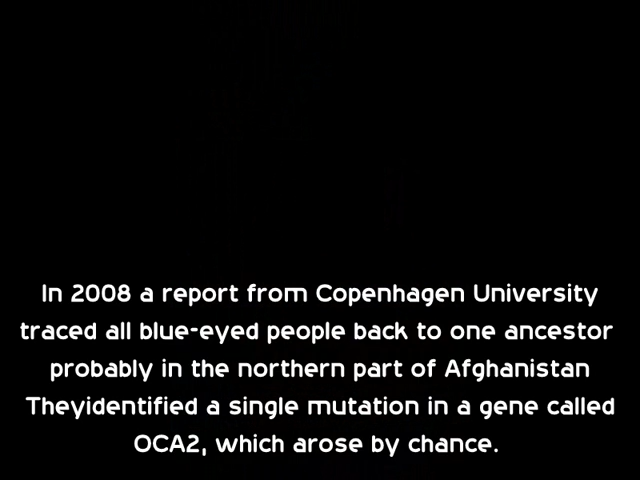 In 2008 a report from Copenhagen University
traced all blue-eyed people back to one ancestor
probably in the northern part of Afghanistan
Theyidentified a single mutation in a gene called
OCA2, which arose by chance.